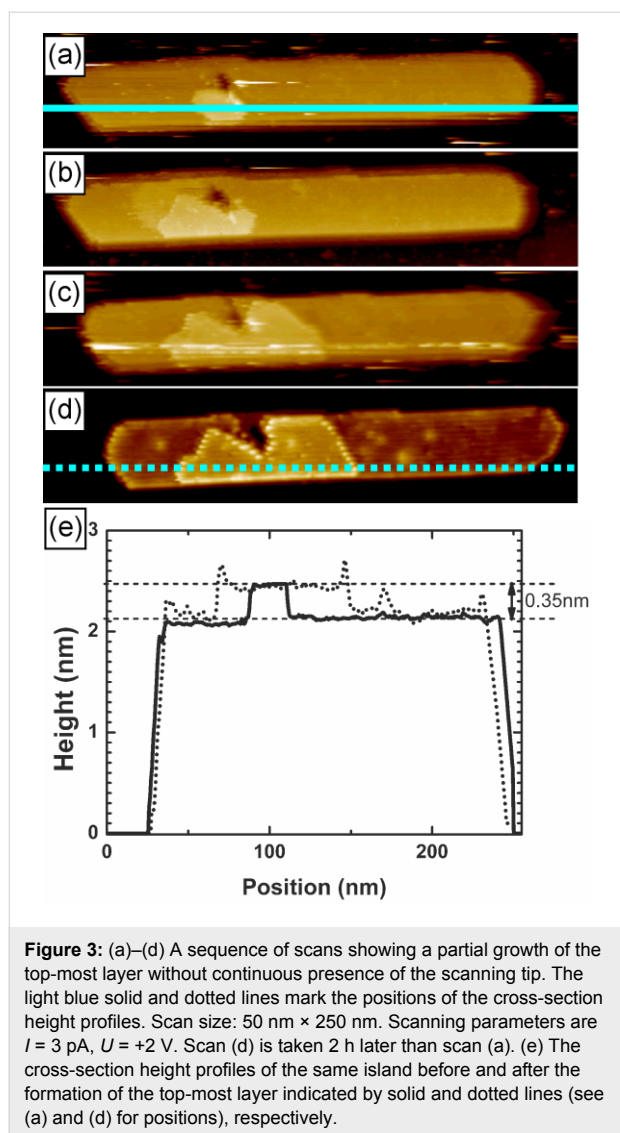 (a)
(b)
(c)
(d)
(e)
3
2
1
0
0.35nm
Height (nm)
0 100 200
Position (nm)
Figure 3: (a)–(d) A sequence of scans showing a partial growth of the
top-most layer without continuous presence of the scanning tip. The
light blue solid and dotted lines mark the positions of the cross-section
height profiles. Scan size: 50 nm × 250 nm. Scanning parameters are
I = 3 pA, U = +2 V. Scan (d) is taken 2 h later than scan (a). (e) The
cross-section height profiles of the same island before and after the
formation of the top-most layer indicated by solid and dotted lines (see
(a) and (d) for positions), respectively.